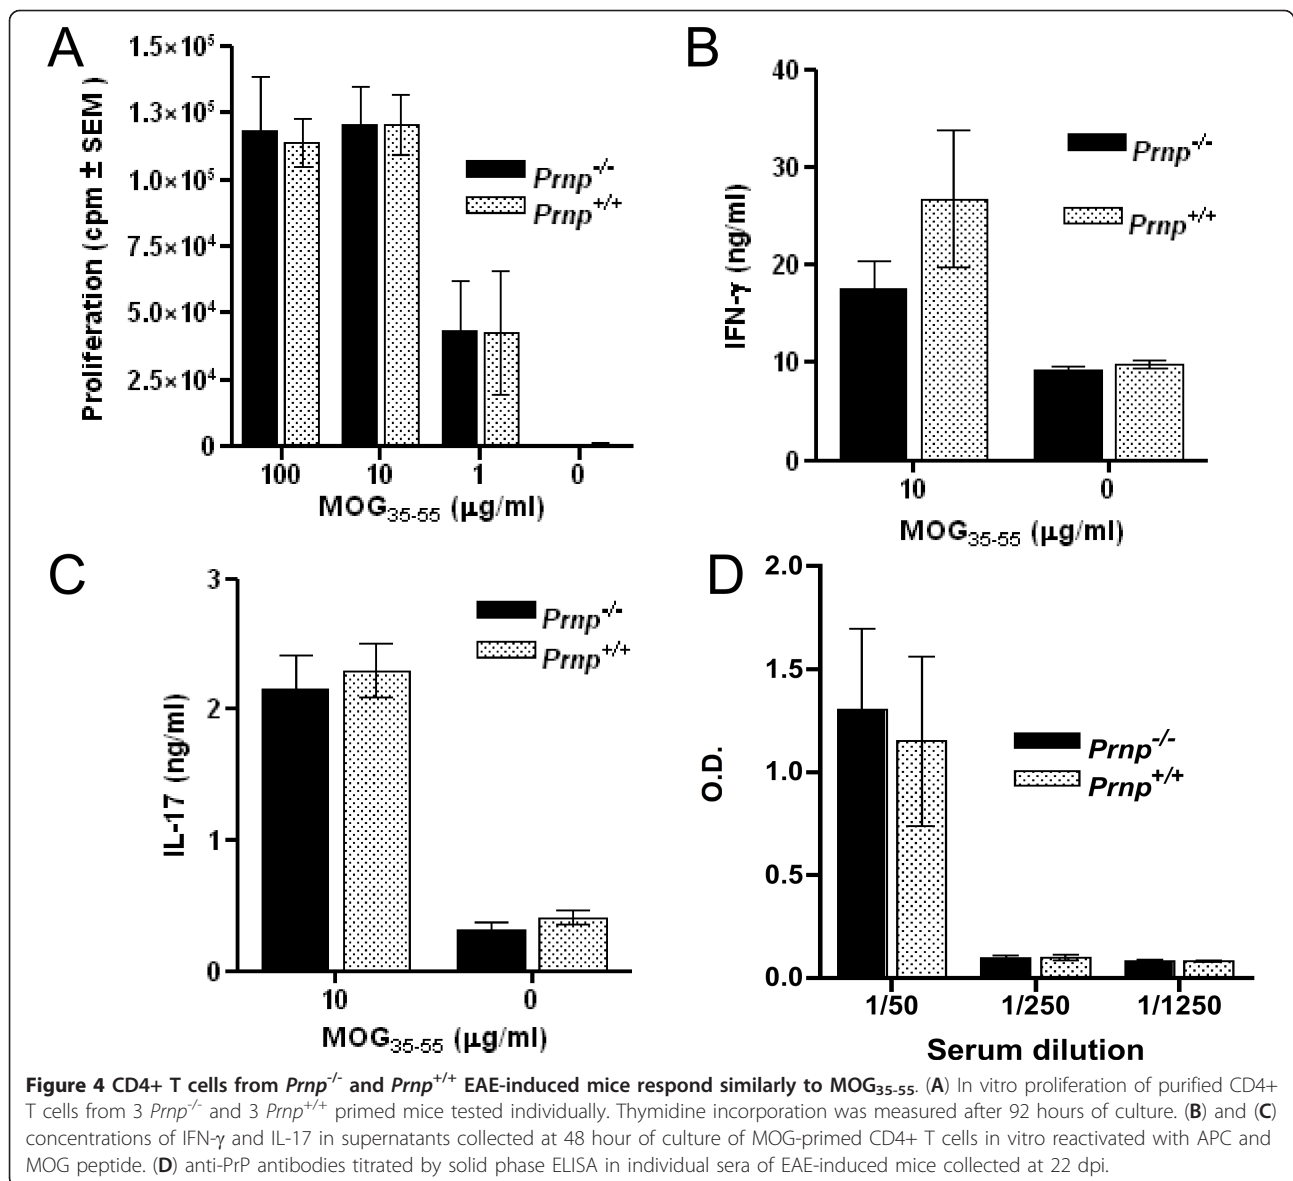 A
1.5×10⁵
1.3×10⁵
1.0×10⁵
7.5×10⁴
5.0×10⁴
2.5×10⁴
0
Proliferation (cpm ± SEM )
Prnp⁻/⁻
Prnp⁺/⁺
100 10 1 0
MOG₃₅₋₅₅ (µg/ml)
B
40
30
20
10
0
IFN-γ (ng/ml)
Prnp⁻/⁻
Prnp⁺/⁺
10 0
MOG₃₅₋₅₅ (µg/ml)
C
3
2
1
0
IL-17 (ng/ml)
Prnp⁻/⁻
Prnp⁺/⁺
10 0
MOG₃₅₋₅₅ (µg/ml)
D
2.0
1.5
1.0
0.5
0.0
O.D.
Prnp⁻/⁻
Prnp⁺/⁺
1/50 1/250 1/1250
Serum dilution
Figure 4 CD4+ T cells from Prnp⁻/⁻ and Prnp⁺/⁺ EAE-induced mice respond similarly to MOG₃₅₋₅₅. (A) In vitro proliferation of purified CD4+
T cells from 3 Prnp⁻/⁻ and 3 Prnp⁺/⁺ primed mice tested individually. Thymidine incorporation was measured after 92 hours of culture. (B) and (C)
concentrations of IFN-γ and IL-17 in supernatants collected at 48 hour of culture of MOG-primed CD4+ T cells in vitro reactivated with APC and
MOG peptide. (D) anti-PrP antibodies titrated by solid phase ELISA in individual sera of EAE-induced mice collected at 22 dpi.